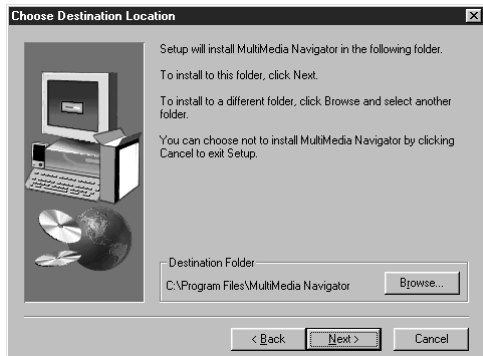 Choose Destination Location
Setup will install MultiMedia Navigator in the following folder.
To install to this folder, click Next.
To install to a different folder, click Browse and select another
folder.
You can choose not to install MultiMedia Navigator by clicking
Cancel to exit Setup.
Destination Folder
C:\Program Files\MultiMedia Navigator
Browse...
< Back
Next >
Cancel